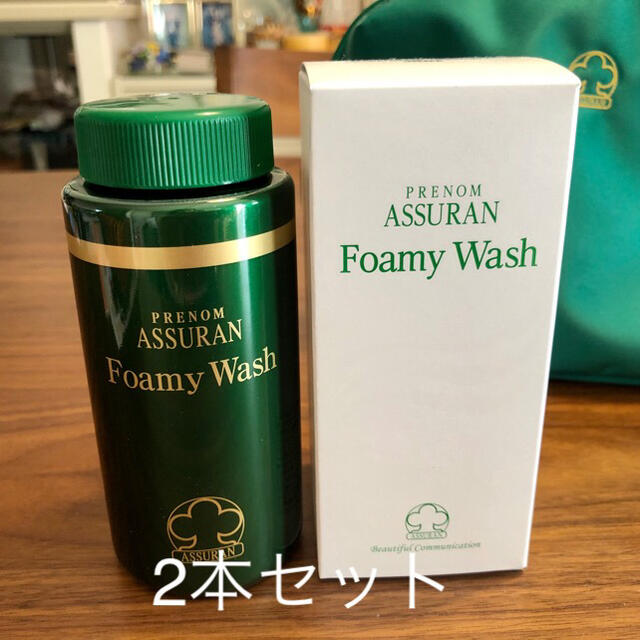 PRENOM
ASSURAN
Foamy Wash
ASSURAN
PRENOM
ASSURAN
Foamy Wash
ASSURAN
Beautiful Communication
2本セット